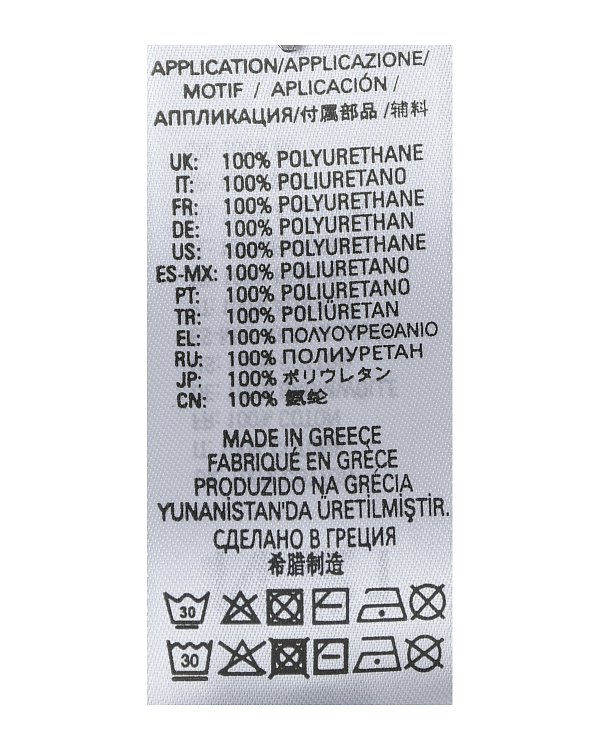 APPLICATION/APPLICAZIONE/
MOTIF / APLICACIÓN /
АППЛИКАЦИЯ/付属部品 /辅料
UK: 100% POLYURETHANE
IT: 100% POLIURETANO
FR: 100% POLYURETHANE
DE: 100% POLYURETHAN
US: 100% POLYURETHANE
ES-MX: 100% POLIURETANO
PT: 100% POLIURETANO
TR: 100% POLİÜRETAN
EL: 100% ΠΟΛΥΟΥΡΕΘΑΝΙΟ
RU: 100% ПОЛИУРЕТАН
JP: 100% ポリウレタン
CN: 100% 氨纶
MADE IN GREECE
FABRIQUÉ EN GRÈCE
PRODUZIDO NA GRÉCIA
YUNANİSTAN'DA ÜRETİLMİŞTİR.
СДЕЛАНО В ГРЕЦИЯ
希腊制造
30
30